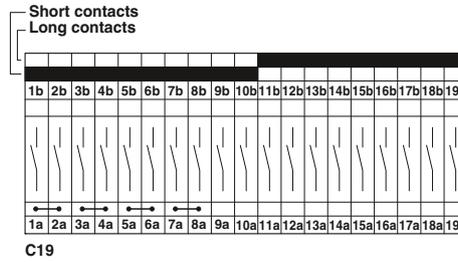 Short contacts
Long contacts
1b 2b 3b 4b 5b 6b 7b 8b 9b 10b 11b 12b 13b 14b 15b 16b 17b 18b 19
1a 2a 3a 4a 5a 6a 7a 8a 9a 10a 11a 12a 13a 14a 15a 16a 17a 18a 19
C19